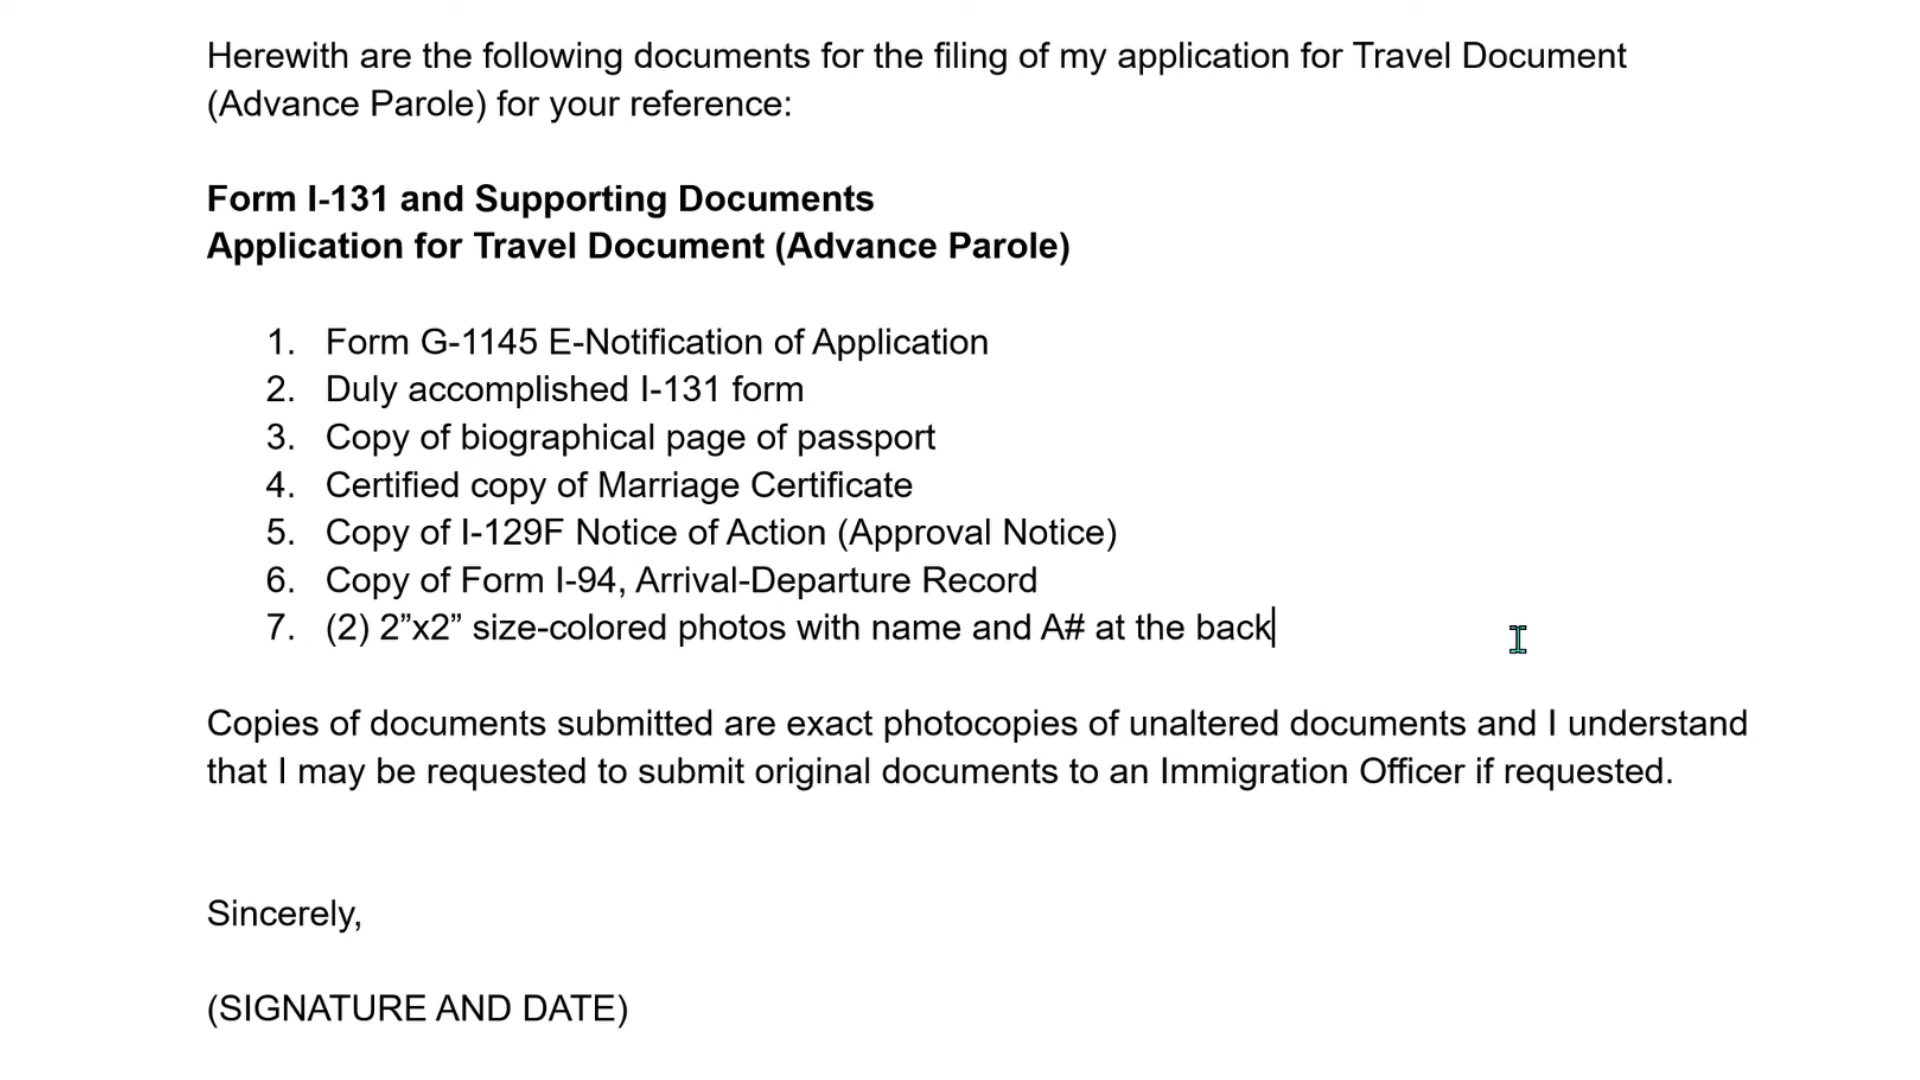 Herewith are the following documents for the filing of my application for Travel Document
(Advance Parole) for your reference:
Form I-131 and Supporting Documents
Application for Travel Document (Advance Parole)
1. Form G-1145 E-Notification of Application
2. Duly accomplished I-131 form
3. Copy of biographical page of passport
4. Certified copy of Marriage Certificate
5. Copy of I-129F Notice of Action (Approval Notice)
6. Copy of Form I-94, Arrival-Departure Record
7. (2) 2”x2” size-colored photos with name and A# at the back
Copies of documents submitted are exact photocopies of unaltered documents and I understand
that I may be requested to submit original documents to an Immigration Officer if requested.
Sincerely,
(SIGNATURE AND DATE)